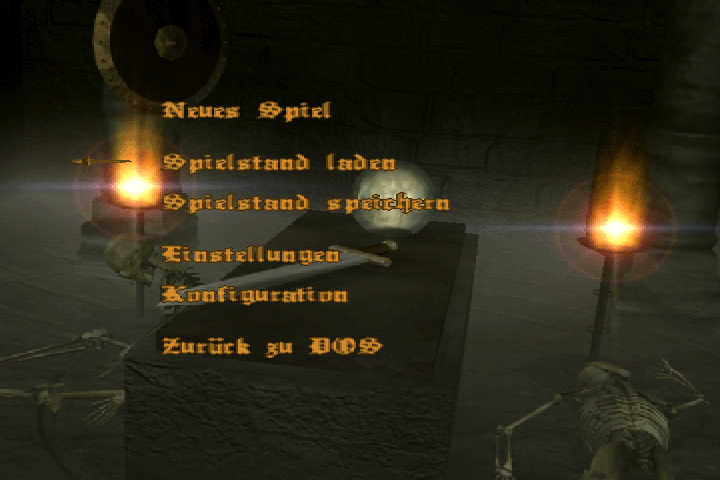 Neues Spiel
Spielstand laden
Spielstand speichern
Einstellungen
Konfiguration
Zurück zu DOS